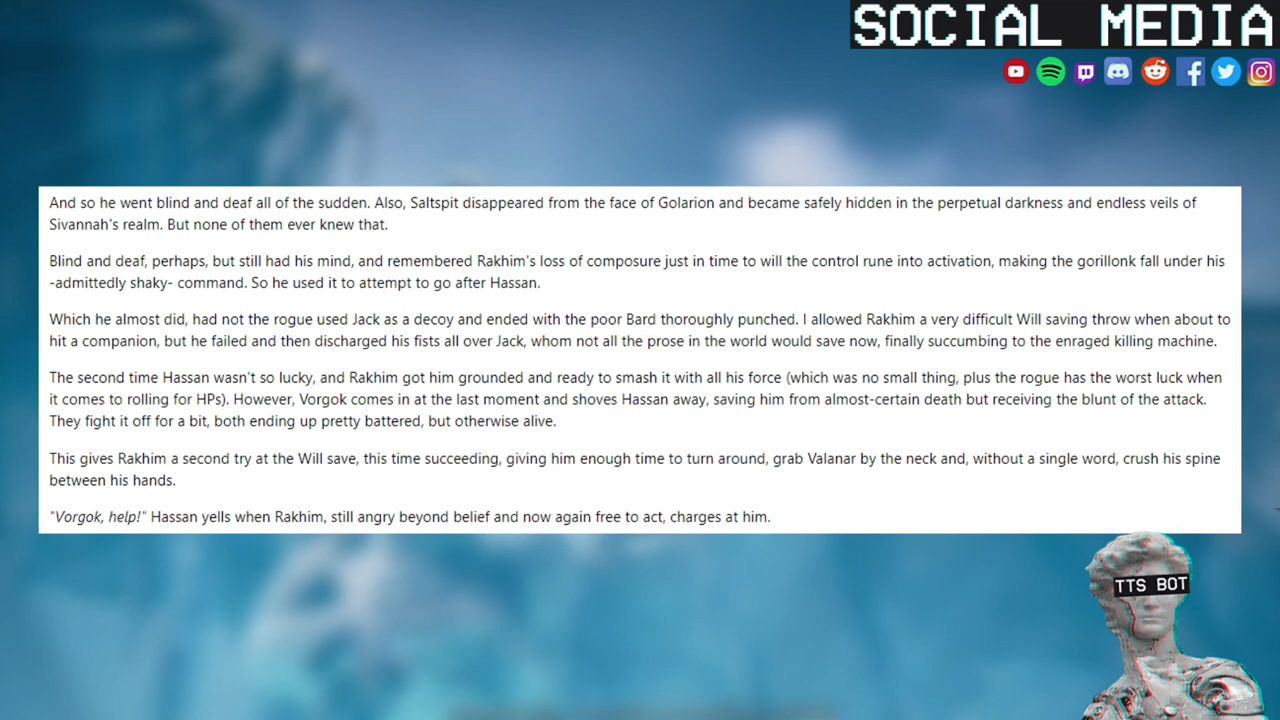 SOCIAL MEDIA
And so he went blind and deaf all of the sudden. Also, Saltspit disappeared from the face of Golarion and became safely hidden in the perpetual darkness and endless veils of
Sivannah's realm. But none of them ever knew that.
Blind and deaf, perhaps, but still had his mind, and remembered Rakhim's loss of composure just in time to will the control rune into activation, making the gorillonk fall under his
-admittedly shaky- command. So he used it to attempt to go after Hassan.
Which he almost did, had not the rogue used Jack as a decoy and ended with the poor Bard thoroughly punched. I allowed Rakhim a very difficult Will saving throw when about to
hit a companion, but he failed and then discharged his fists all over Jack, whom not all the prose in the world would save now, finally succumbing to the enraged killing machine.
The second time Hassan wasn't so lucky, and Rakhim got him grounded and ready to smash it with all his force (which was no small thing, plus the rogue has the worst luck when
it comes to rolling for HPs). However, Vorgok comes in at the last moment and shoves Hassan away, saving him from almost-certain death but receiving the blunt of the attack.
They fight it off for a bit, both ending up pretty battered, but otherwise alive.
This gives Rakhim a second try at the Will save, this time succeeding, giving him enough time to turn around, grab Valanar by the neck and, without a single word, crush his spine
between his hands.
"Vorgok, help!" Hassan yells when Rakhim, still angry beyond belief and now again free to act, charges at him.
TTS BOT